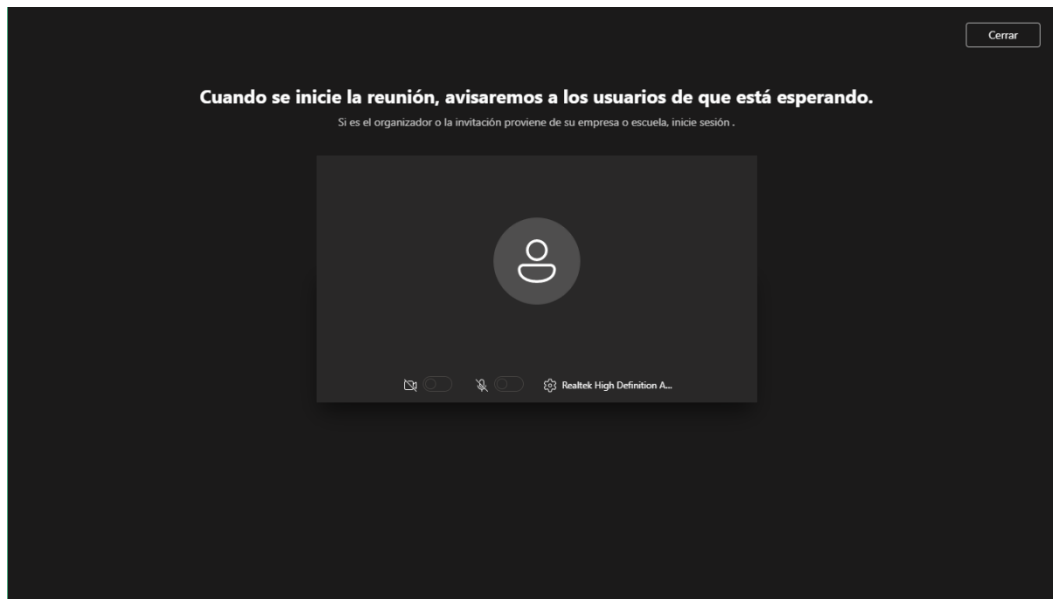 Cerrar
Cuando se inicie la reunión, avisaremos a los usuarios de que está esperando.
Si es el organizador o la invitación proviene de su empresa o escuela, inicie sesión .
Realtek High Definition A...